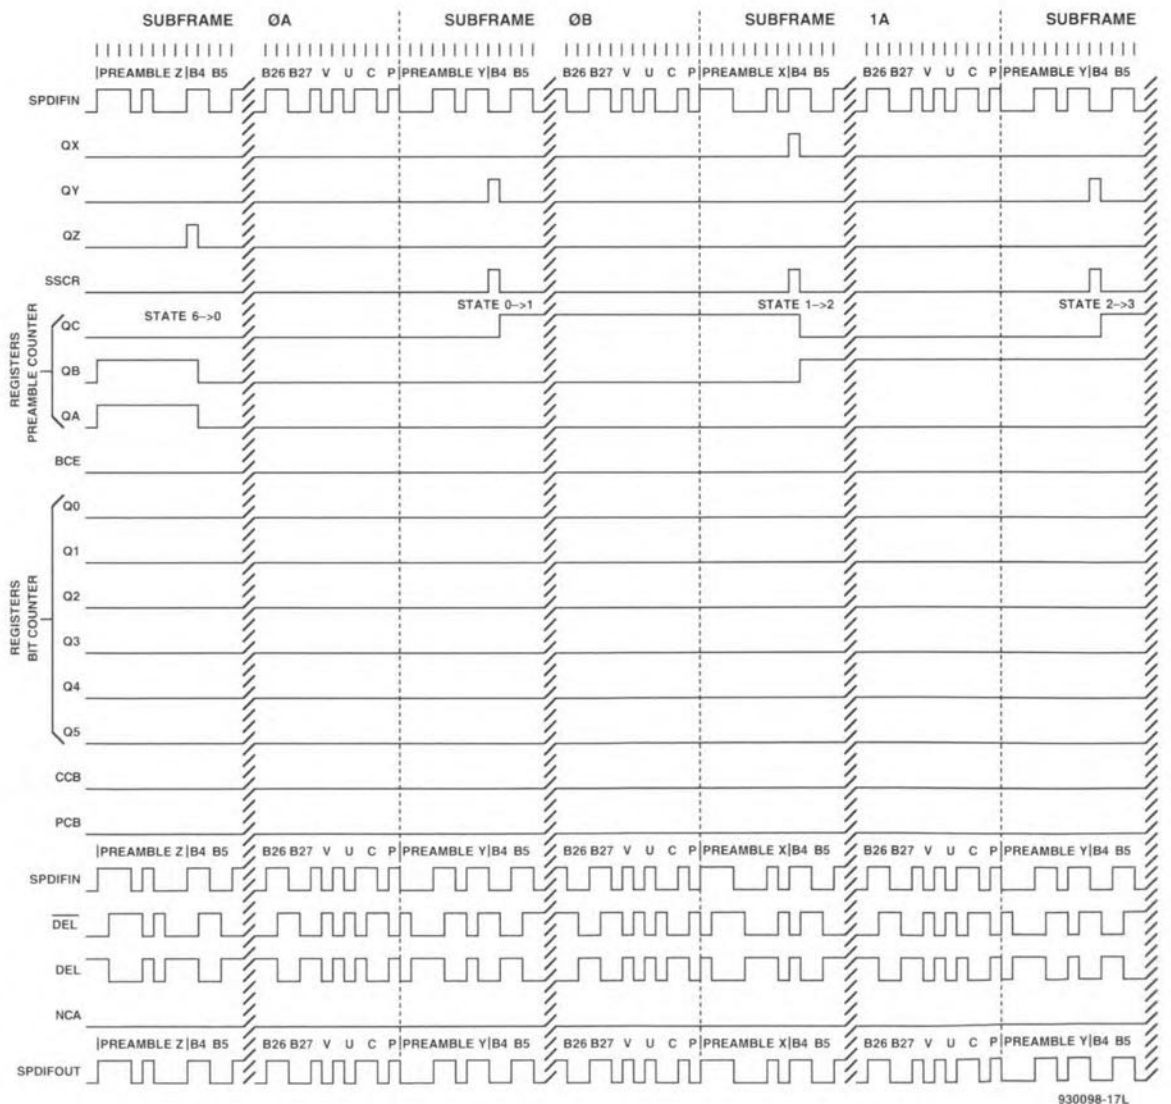 SUBFRAME ØA SUBFRAME ØB SUBFRAME 1A SUBFRAME
|PREAMBLE Z|B4 B5 B26 B27 V U C P|PREAMBLE Y|B4 B5 B26 B27 V U C P|PREAMBLE X|B4 B5 B26 B27 V U C P|PREAMBLE Y|B4 B5
SPDIFIN
QX
QY
QZ
SSCR
STATE 6–>0 STATE 0–>1 STATE 1–>2 STATE 2–>3
REGISTERS
PREAMBLE COUNTER
QC
QB
QA
BCE
REGISTERS
BIT COUNTER
Q0
Q1
Q2
Q3
Q4
Q5
CCB
PCB
|PREAMBLE Z|B4 B5 B26 B27 V U C P|PREAMBLE Y|B4 B5 B26 B27 V U C P|PREAMBLE X|B4 B5 B26 B27 V U C P|PREAMBLE Y|B4 B5
SPDIFIN
DEL
DEL
NCA
|PREAMBLE Z|B4 B5 B26 B27 V U C P|PREAMBLE Y|B4 B5 B26 B27 V U C P|PREAMBLE X|B4 B5 B26 B27 V U C P|PREAMBLE Y|B4 B5
SPDIFOUT
930098-17L